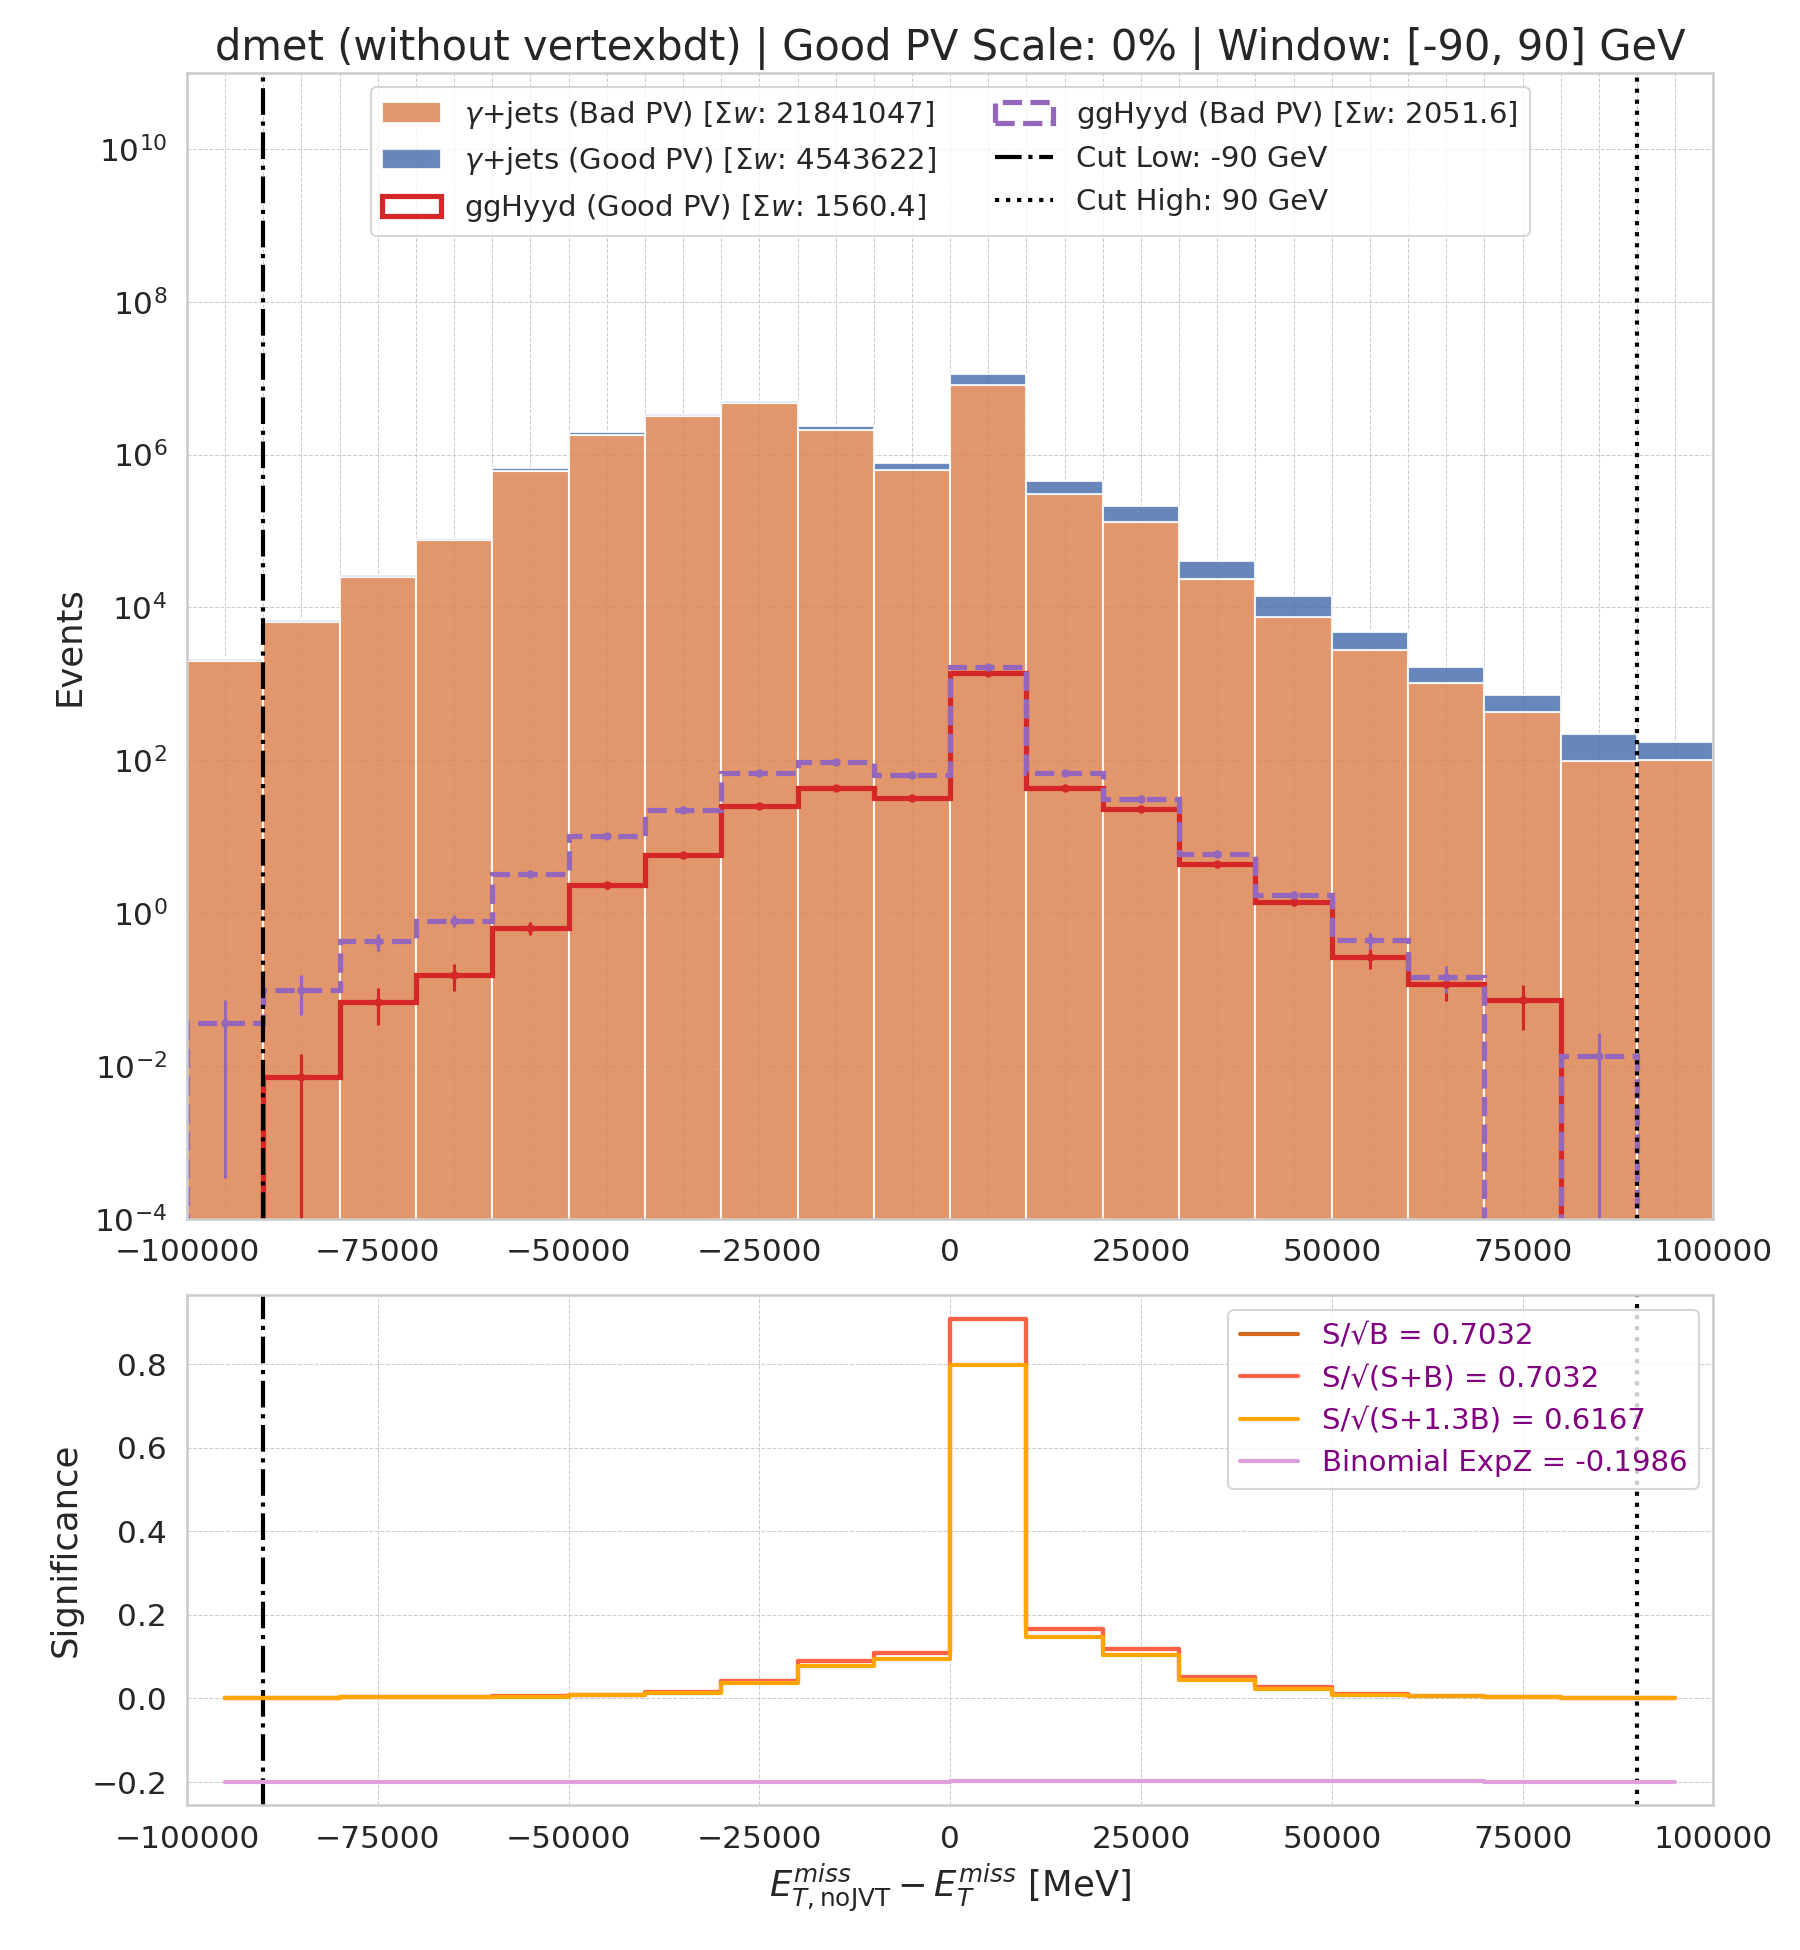 dmet (without vertexbdt) | Good PV Scale: 0% | Window: [-90, 90] GeV
γ+jets (Bad PV) [Σw: 21841047]
γ+jets (Good PV) [Σw: 4543622]
ggHyyd (Good PV) [Σw: 1560.4]
ggHyyd (Bad PV) [Σw: 2051.6]
Cut Low: -90 GeV
Cut High: 90 GeV
Events
10^10
10^8
10^6
10^4
10^2
10^0
10^−2
10^−4
−100000 −75000 −50000 −25000 0 25000 50000 75000 100000
S/√B = 0.7032
S/√(S+B) = 0.7032
S/√(S+1.3B) = 0.6167
Binomial ExpZ = -0.1986
Significance
0.8
0.6
0.4
0.2
0.0
−0.2
−100000 −75000 −50000 −25000 0 25000 50000 75000 100000
E_{T,noJVT}^{miss} − E_T^{miss} [MeV]